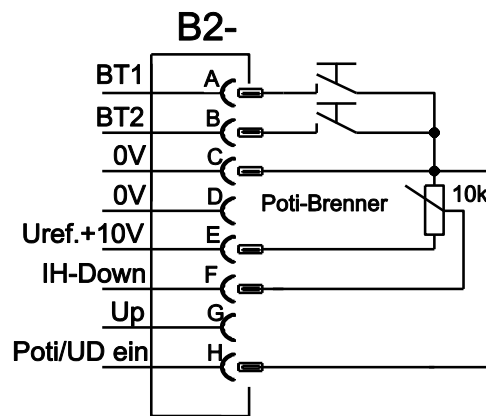 B2-
BT1 A
BT2 B
0V C
0V D
Poti-Brenner 10k
Uref.+10V E
IH-Down F
Up G
Poti/UD ein H